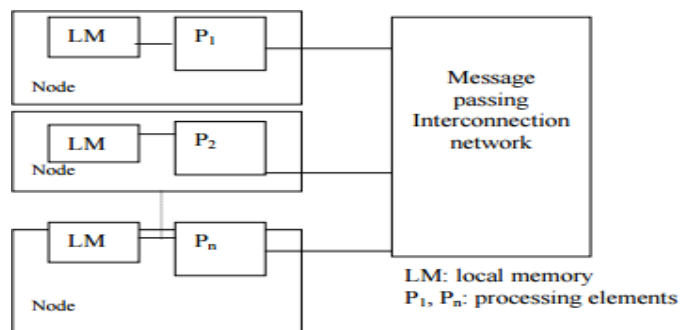 LM
P₁
Node
LM
P₂
Node
LM
Pₙ
Node
Message
passing
Interconnection
network
LM: local memory
P₁, Pₙ: processing elements